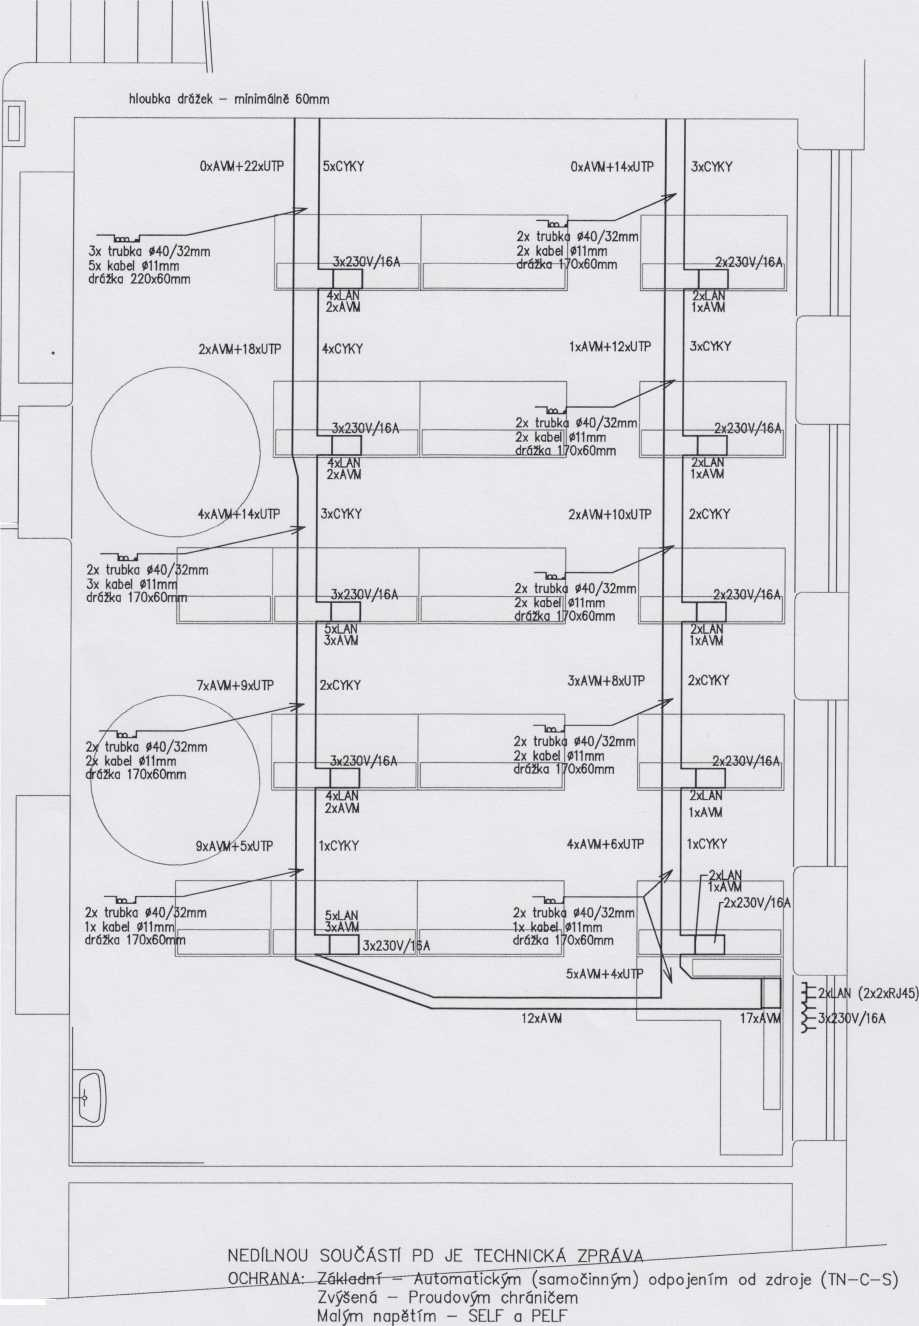 hloubka drážek – minimálně 60mm
0xAVM+22xUTP
5xCYKY
0xAVM+14xUTP
3xCYKY
3x trubka ø40/32mm
5x kabel ø11mm
drážka 220x60mm
2x trubka ø40/32mm
2x kabel ø11mm
drážka 170x60mm
3x230V/16A
2x230V/16A
4xLAN
2xAVM
2xLAN
1xAVM
2xAVM+18xUTP
4xCYKY
1xAVM+12xUTP
3xCYKY
2x trubka ø40/32mm
2x kabel ø11mm
drážka 170x60mm
3x230V/16A
2x230V/16A
4xLAN
2xAVM
2xLAN
1xAVM
4xAVM+14xUTP
3xCYKY
2xAVM+10xUTP
2xCYKY
2x trubka ø40/32mm
3x kabel ø11mm
drážka 170x60mm
2x trubka ø40/32mm
2x kabel ø11mm
drážka 170x60mm
3x230V/16A
2x230V/16A
5xLAN
3xAVM
2xLAN
1xAVM
7xAVM+9xUTP
2xCYKY
3xAVM+8xUTP
2xCYKY
2x trubka ø40/32mm
2x kabel ø11mm
drážka 170x60mm
2x trubka ø40/32mm
2x kabel ø11mm
drážka 170x60mm
3x230V/16A
2x230V/16A
4xLAN
2xAVM
2xLAN
1xAVM
9xAVM+5xUTP
1xCYKY
4xAVM+6xUTP
1xCYKY
2xLAN
1xAVM
2x230V/16A
2x trubka ø40/32mm
1x kabel ø11mm
drážka 170x60mm
5xLAN
3xAVM
3x230V/16A
2x trubka ø40/32mm
1x kabel ø11mm
drážka 170x60mm
5xAVM+4xUTP
12xAVM
17xAVM
2xLAN (2x2xRJ45)
3x230V/16A
NEDÍLNOU SOUČÁSTÍ PD JE TECHNICKÁ ZPRÁVA
OCHRANA: Základní – Automatickým (samočinným) odpojením od zdroje (TN–C–S)
Zvýšená – Proudovým chráničem
Malým napětím – SELF a PELF